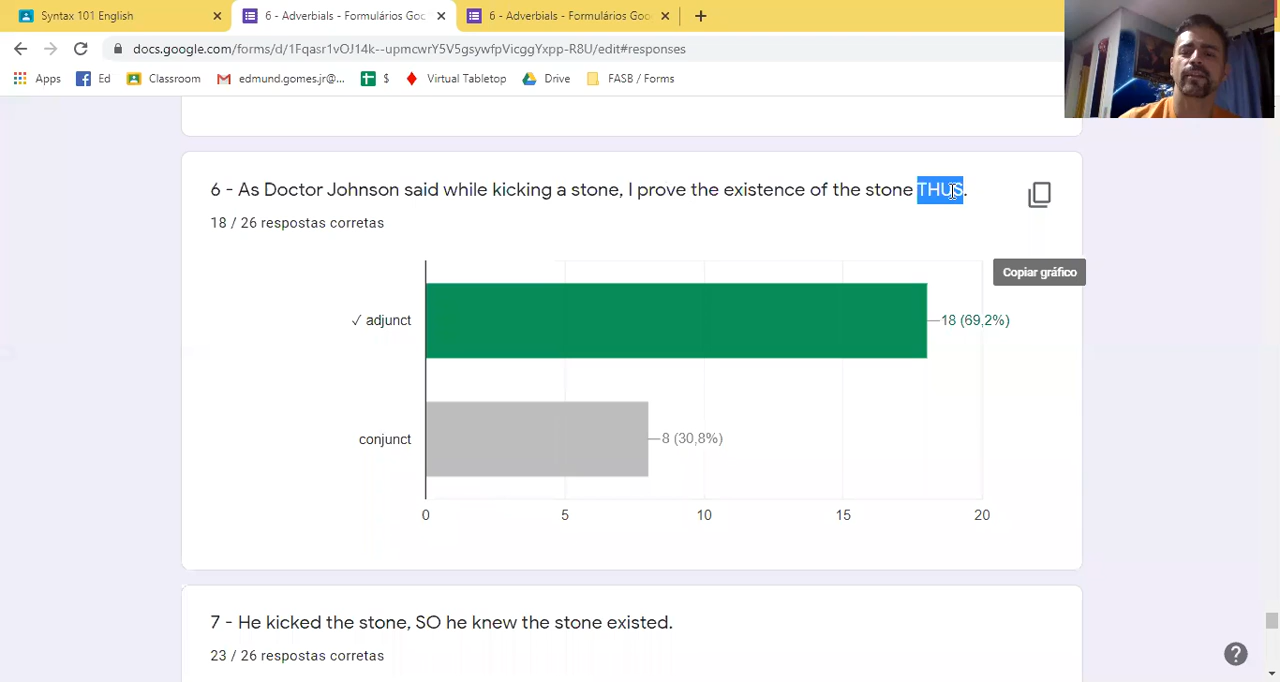 Syntax 101 English
6 - Adverbials - Formulários Goo
6 - Adverbials - Formulários Goo
docs.google.com/forms/d/1Fqasr1vOJ14k--upmcwrY5V5gsywfpVicggYxpp-R8U/edit#responses
Apps
Ed
Classroom
edmund.gomes.jr@...
$
Virtual Tabletop
Drive
FASB / Forms
6 - As Doctor Johnson said while kicking a stone, I prove the existence of the stone THUS.
18 / 26 respostas corretas
Copiar gráfico
✓ adjunct
18 (69,2%)
conjunct
8 (30,8%)
0 5 10 15 20
7 - He kicked the stone, SO he knew the stone existed.
23 / 26 respostas corretas